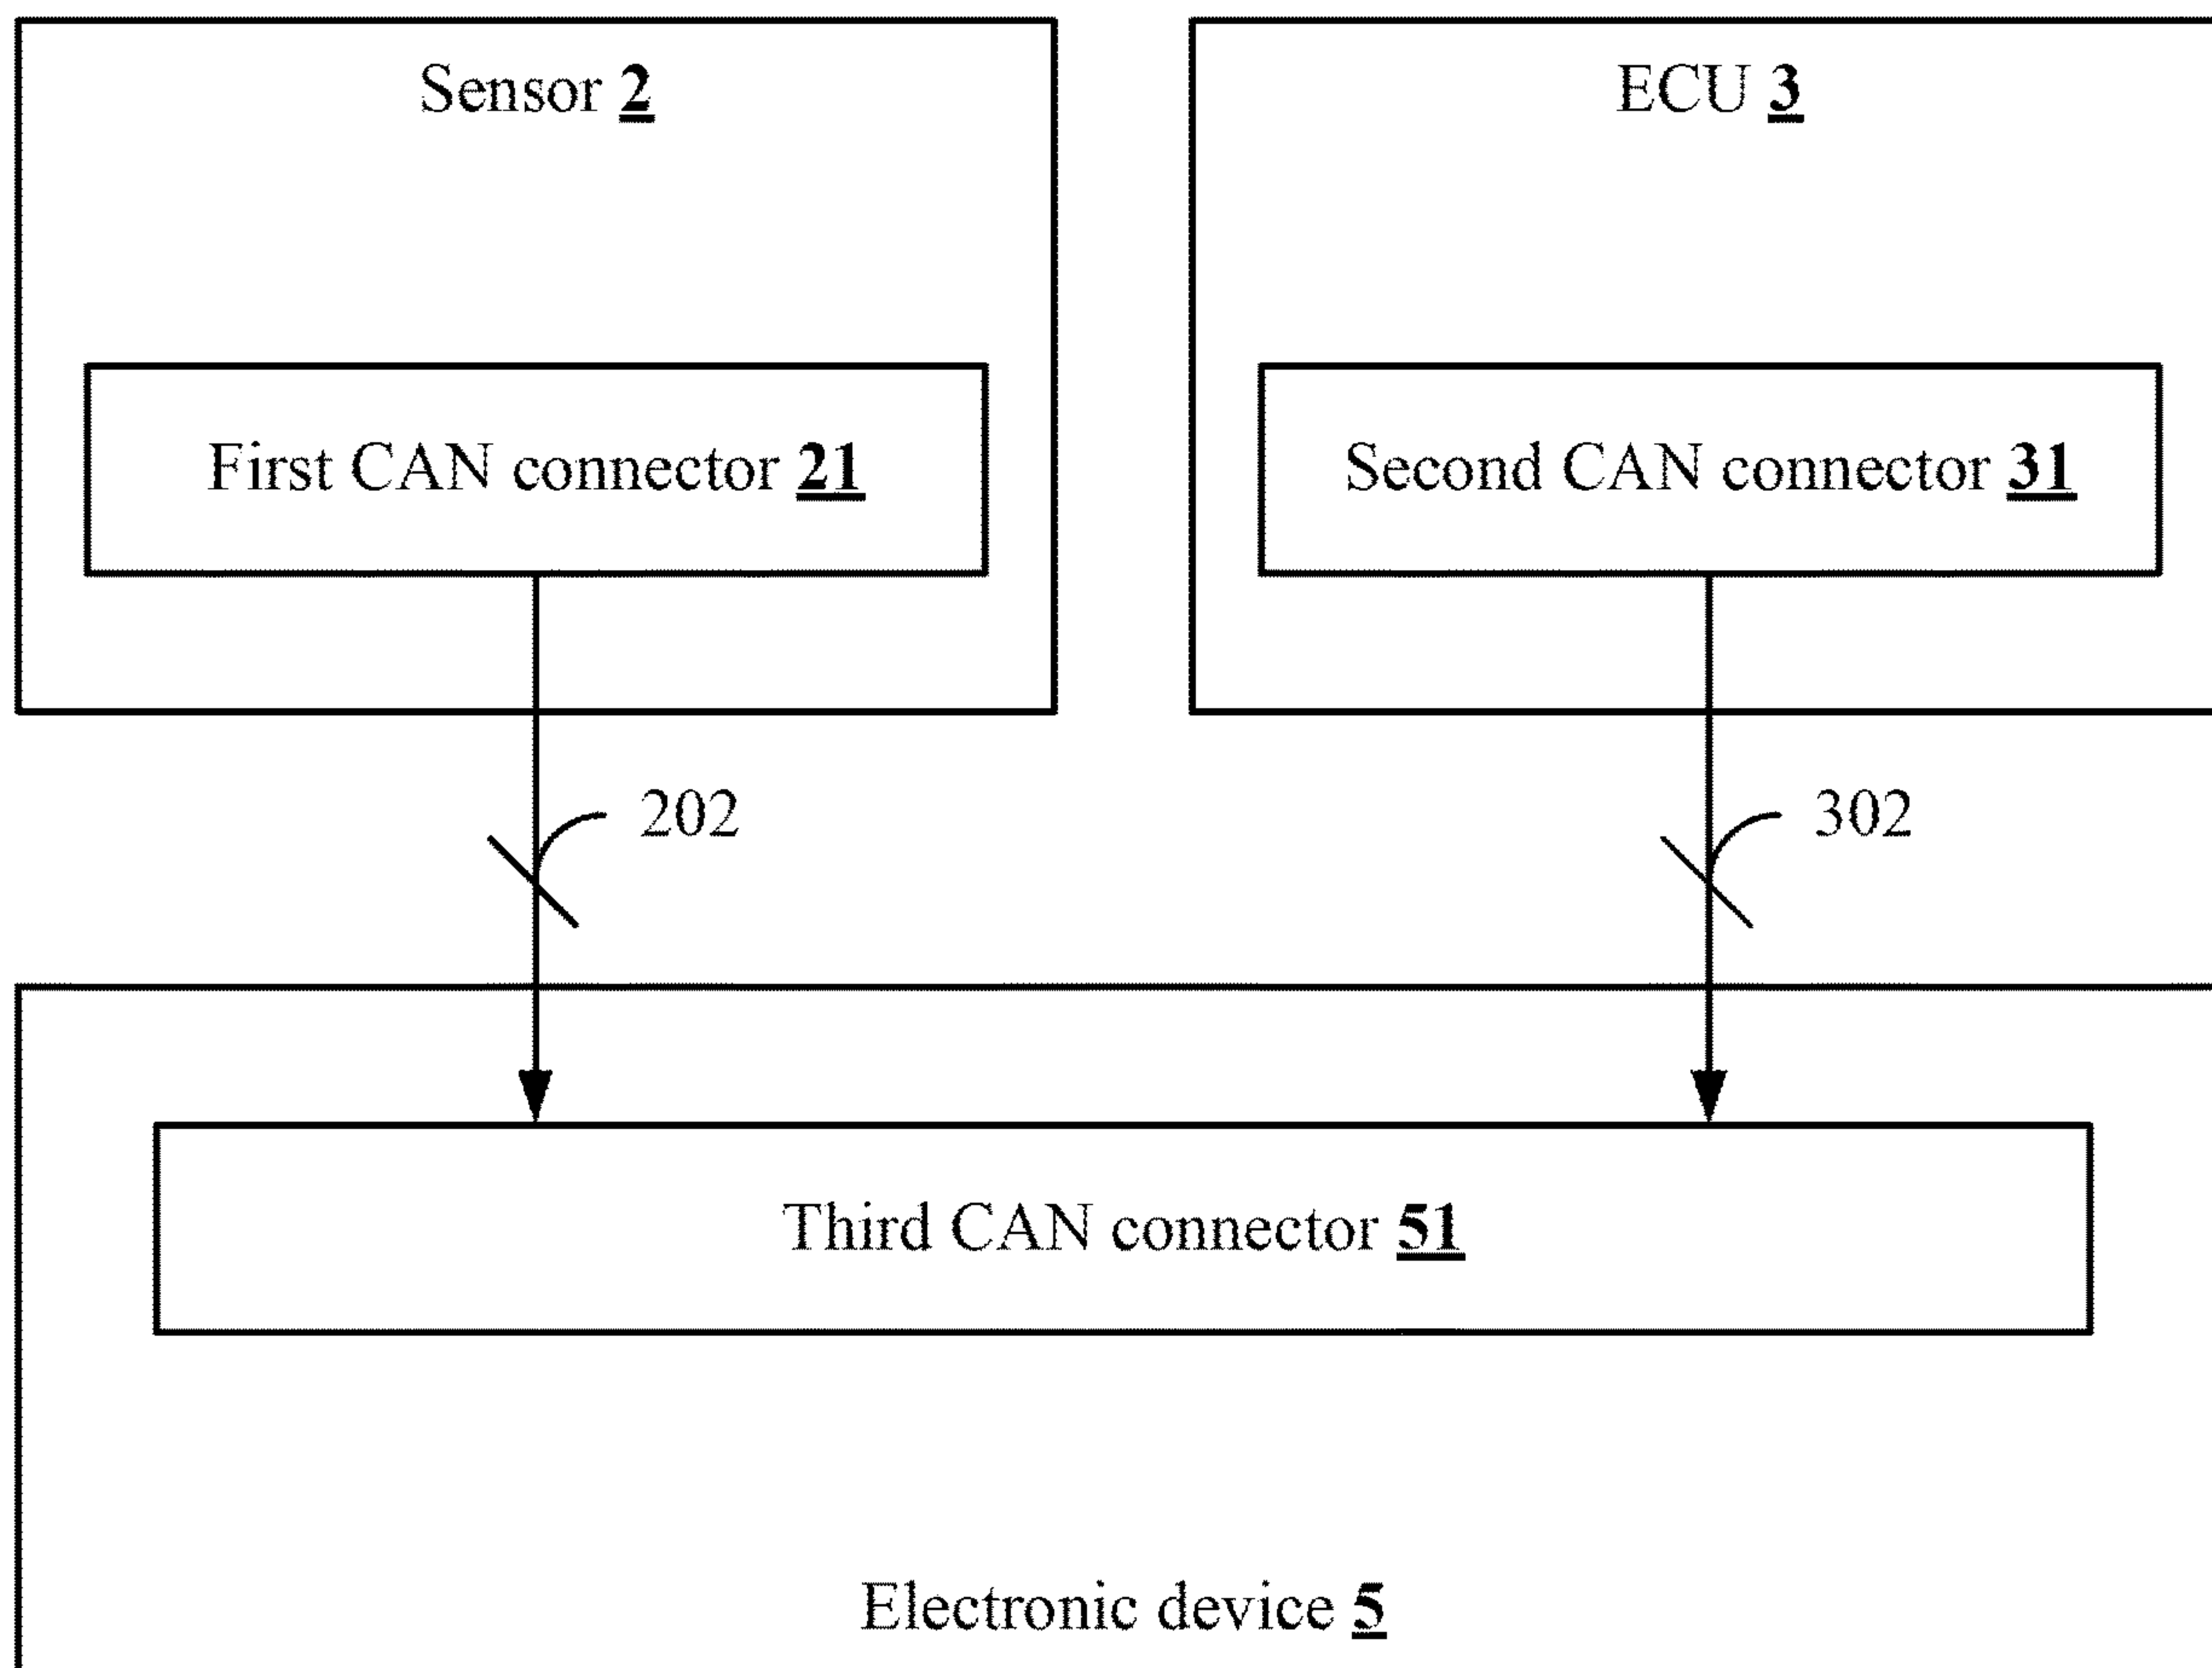 Sensor 2
ECU 3
First CAN connector 21
Second CAN connector 31
202
302
Third CAN connector 51
Electronic device 5